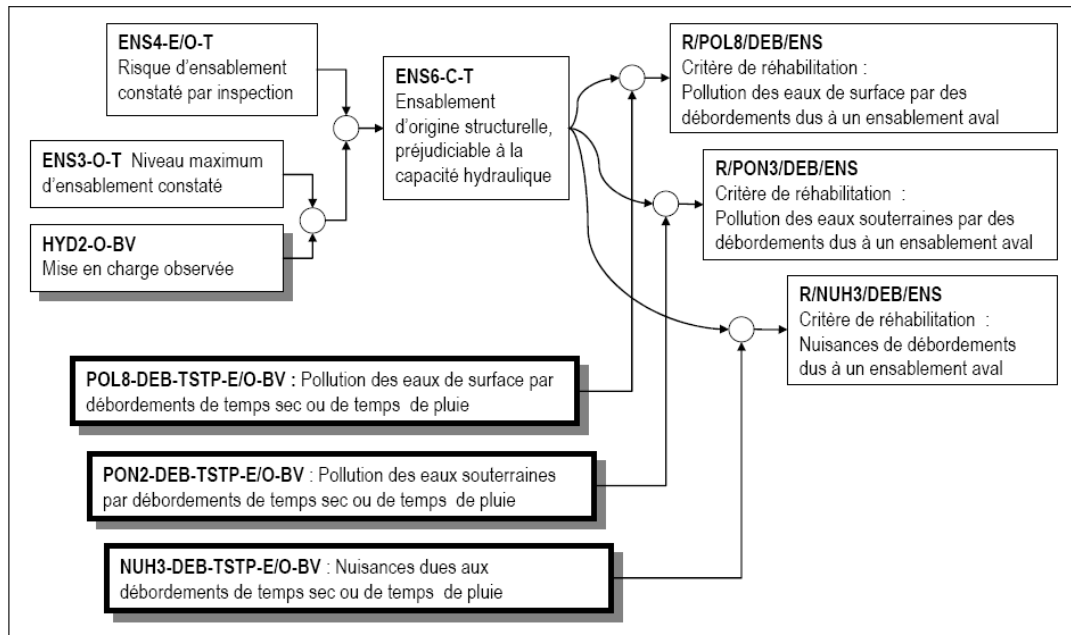 ENS4-E/O-T
Risque d'ensablement
constaté par inspection
ENS3-O-T Niveau maximum
d'ensablement constaté
HYD2-O-BV
Mise en charge observée
ENS6-C-T
Ensablement
d'origine structurelle,
préjudiciable à la
capacité hydraulique
R/POL8/DEB/ENS
Critère de réhabilitation :
Pollution des eaux de surface par des
débordements dus à un ensablement aval
R/PON3/DEB/ENS
Critère de réhabilitation :
Pollution des eaux souterraines par des
débordements dus à un ensablement aval
R/NUH3/DEB/ENS
Critère de réhabilitation :
Nuisances de débordements
dus à un ensablement aval
POL8-DEB-TSTP-E/O-BV : Pollution des eaux de surface par
débordements de temps sec ou de temps de pluie
PON2-DEB-TSTP-E/O-BV : Pollution des eaux souterraines
par débordements de temps sec ou de temps de pluie
NUH3-DEB-TSTP-E/O-BV : Nuisances dues aux
débordements de temps sec ou de temps de pluie